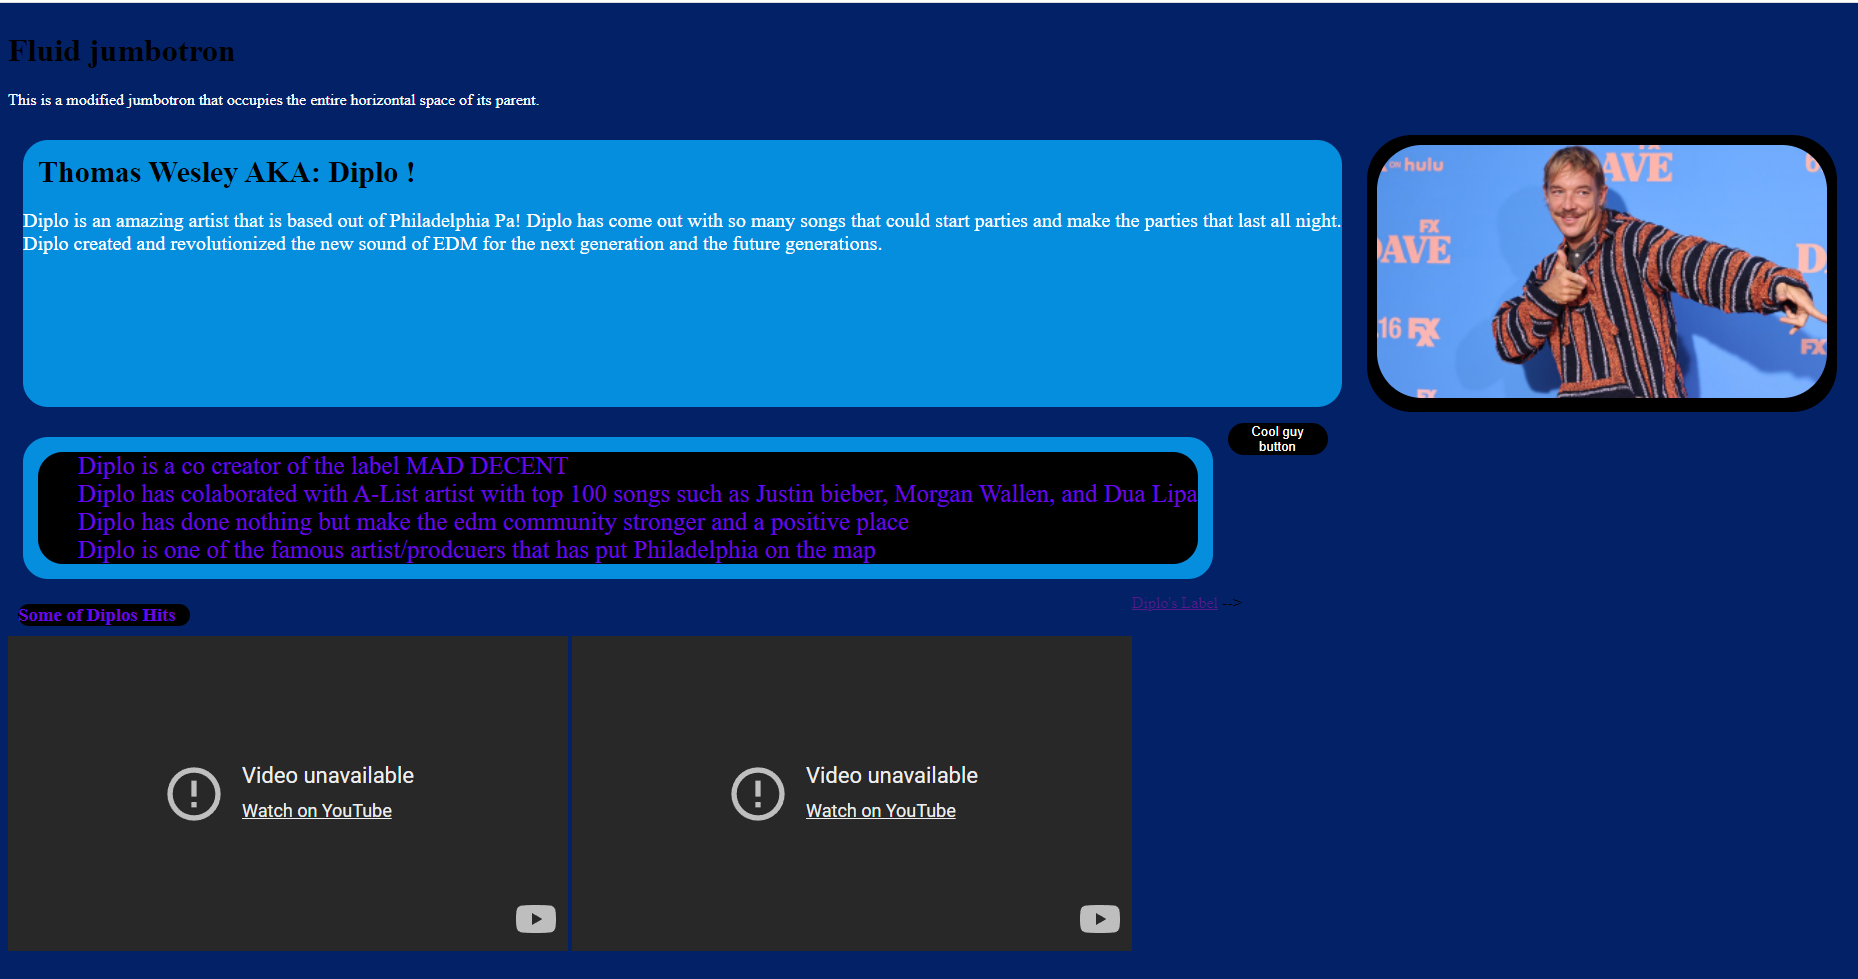 Fluid jumbotron
This is a modified jumbotron that occupies the entire horizontal space of its parent.
Thomas Wesley AKA: Diplo !
Diplo is an amazing artist that is based out of Philadelphia Pa! Diplo has come out with so many songs that could start parties and make the parties that last all night.
Diplo created and revolutionized the new sound of EDM for the next generation and the future generations.
ON hulu
FX
DAVE
16 FX
AVE
6
D
FX
Cool guy
button
Diplo is a co creator of the label MAD DECENT
Diplo has colaborated with A-List artist with top 100 songs such as Justin bieber, Morgan Wallen, and Dua Lipa
Diplo has done nothing but make the edm community stronger and a positive place
Diplo is one of the famous artist/prodcuers that has put Philadelphia on the map
Diplo's Label -->
Some of Diplos Hits
Video unavailable
Watch on YouTube
Video unavailable
Watch on YouTube